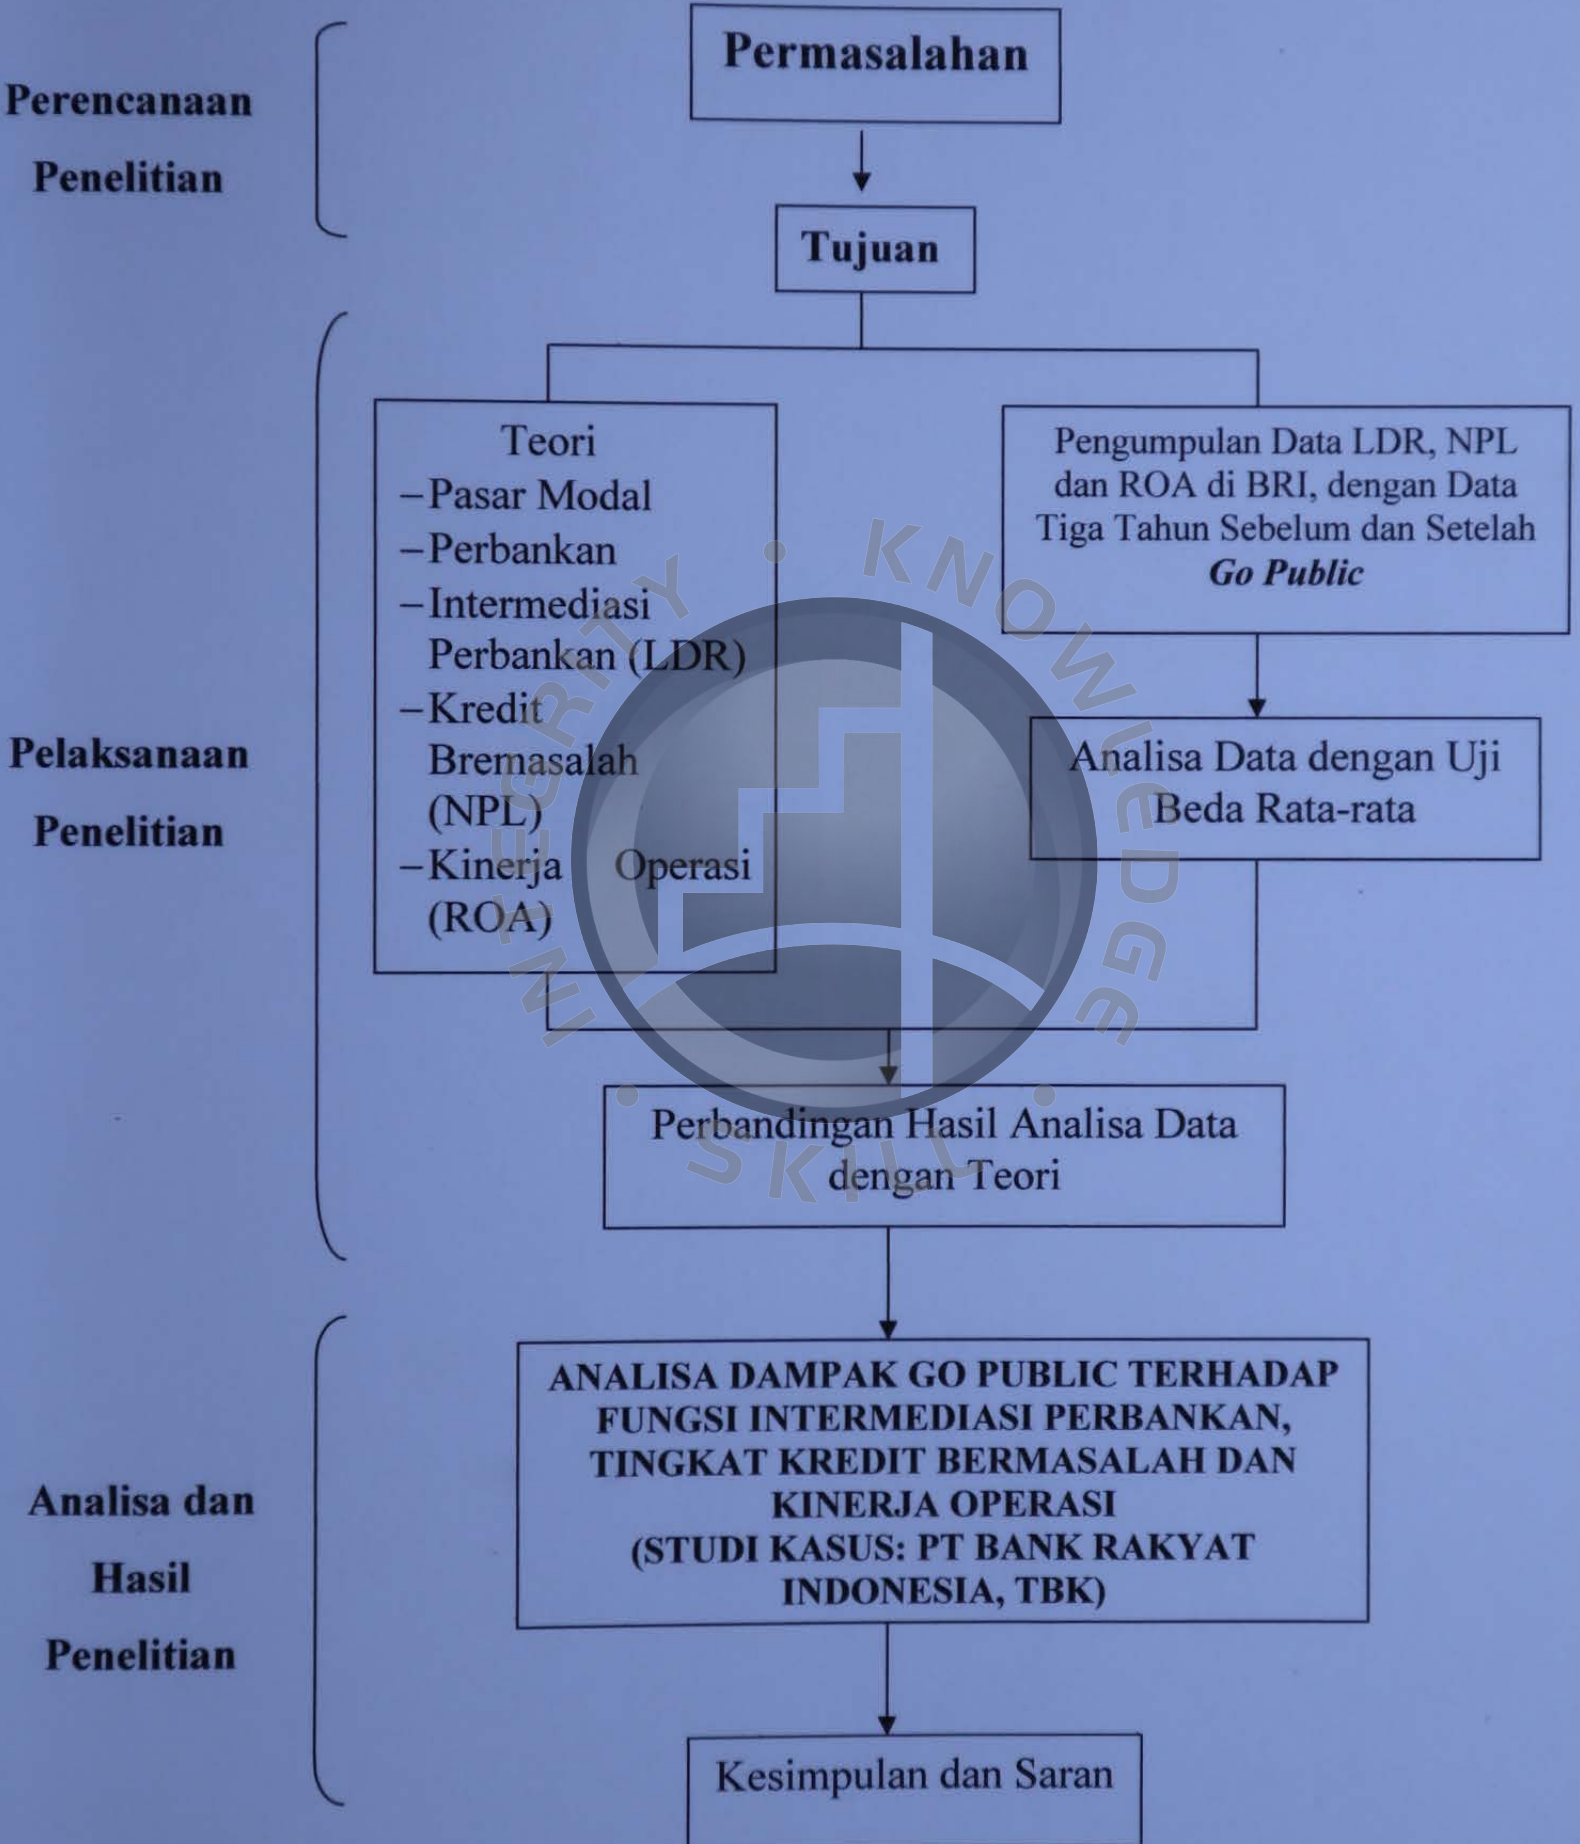 Permasalahan
Perencanaan
Penelitian
Tujuan
Teori
–Pasar Modal
–Perbankan
–Intermediasi
Perbankan (LDR)
–Kredit
Bremasalah
(NPL)
–Kinerja Operasi
(ROA)
Pengumpulan Data LDR, NPL
dan ROA di BRI, dengan Data
Tiga Tahun Sebelum dan Setelah
Go Public
Analisa Data dengan Uji
Beda Rata-rata
Pelaksanaan
Penelitian
INTEGRITY • KNOWLEDGE • SKILL •
Perbandingan Hasil Analisa Data
dengan Teori
ANALISA DAMPAK GO PUBLIC TERHADAP
FUNGSI INTERMEDIASI PERBANKAN,
TINGKAT KREDIT BERMASALAH DAN
KINERJA OPERASI
(STUDI KASUS: PT BANK RAKYAT
INDONESIA, TBK)
Analisa dan
Hasil
Penelitian
Kesimpulan dan Saran